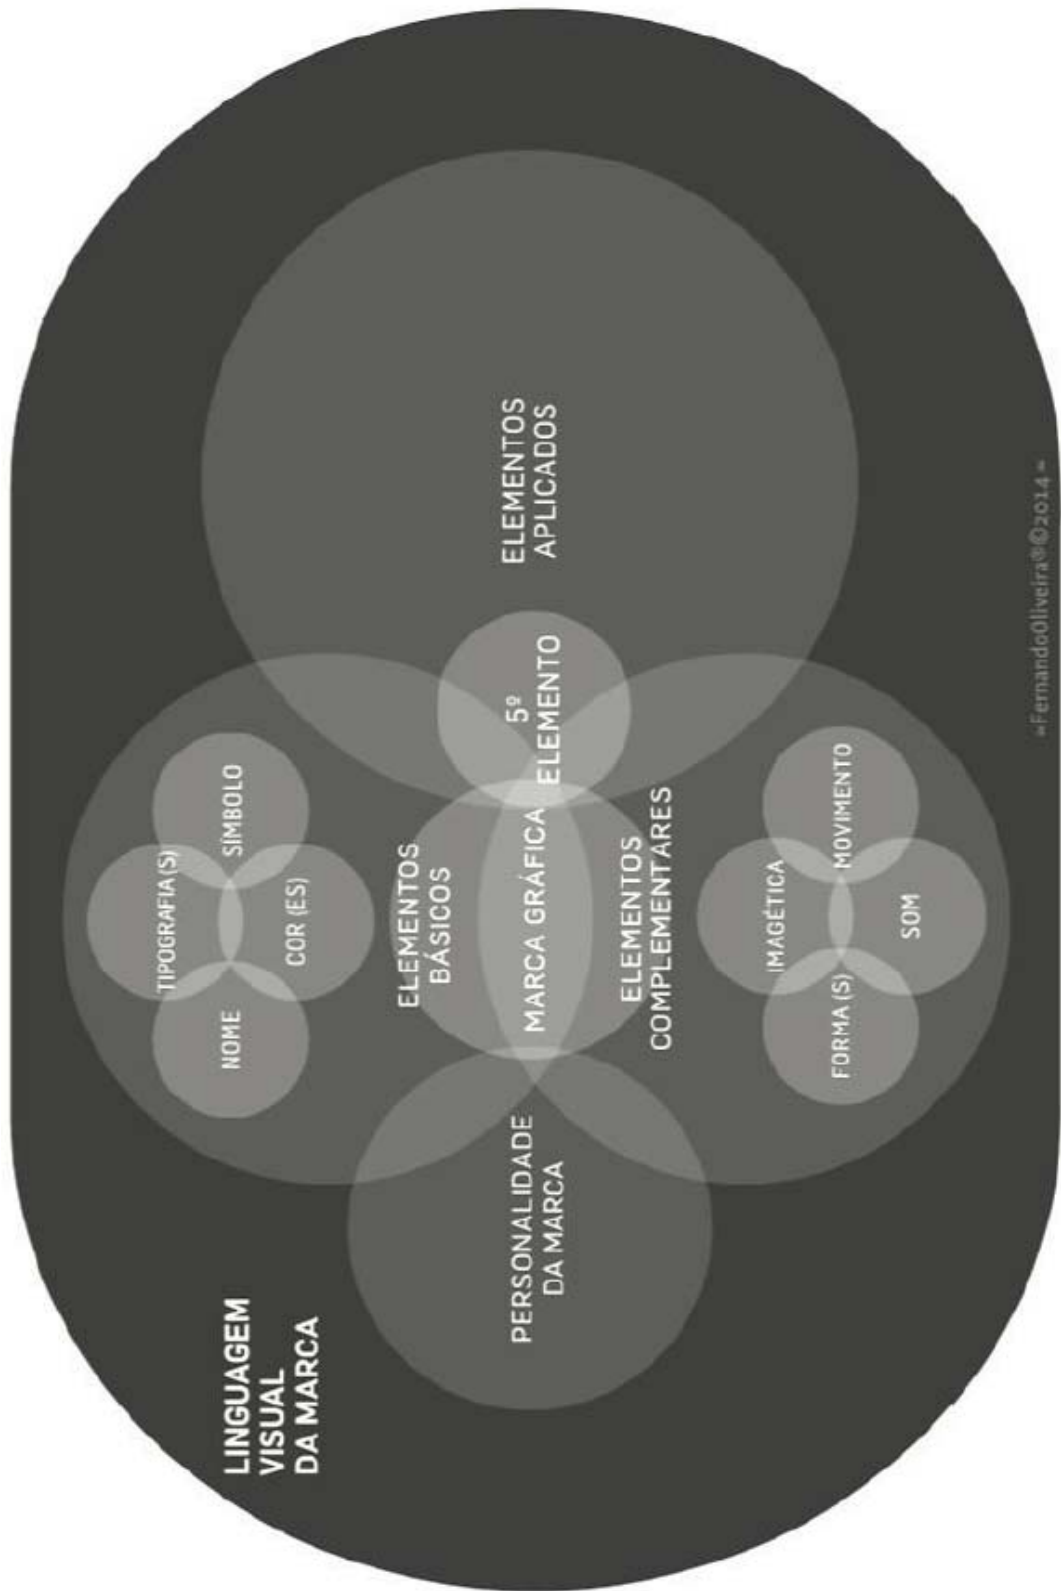 LINGUAGEM
VISUAL
DA MARCA
PERSONALIDADE
DA MARCA
NOME
TIPOGRAFIA(S)
COR (ES)
SÍMBOLO
ELEMENTOS
BÁSICOS
MARCA GRÁFICA
5º
ELEMENTO
ELEMENTOS
COMPLEMENTARES
FORMA (S)
IMAGÉTICA
SOM
MOVIMENTO
ELEMENTOS
APLICADOS
=FernandoOliveira®©2014=